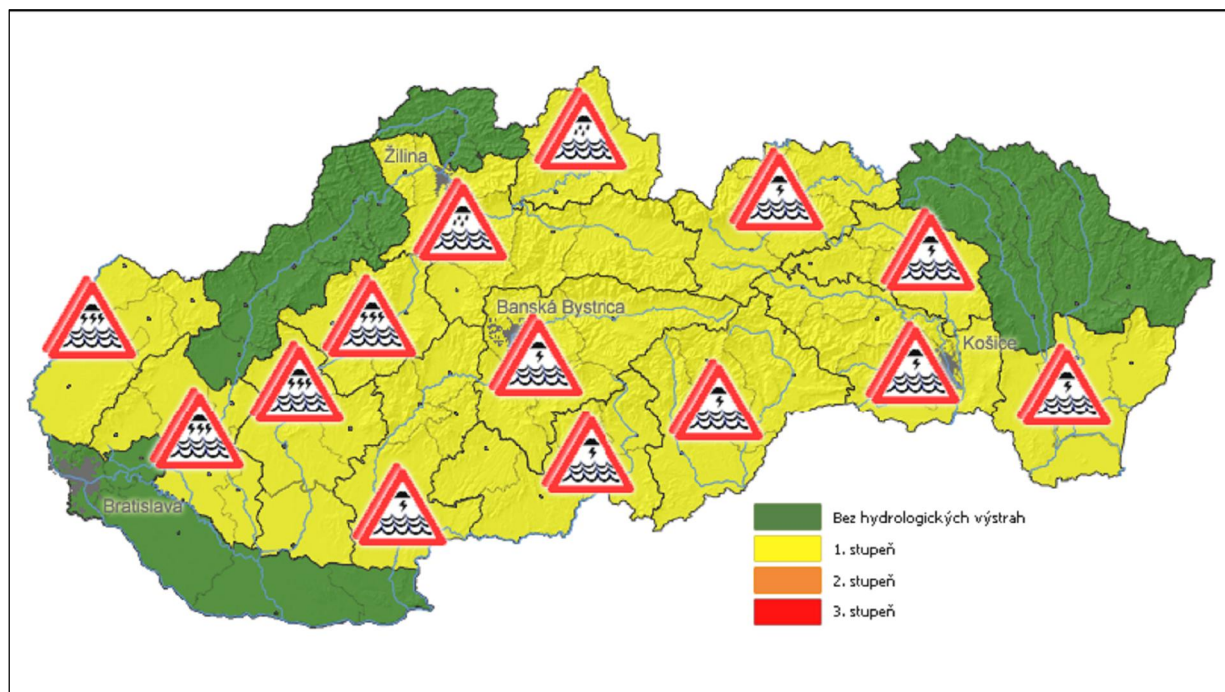 Žilina
Banská Bystrica
Košice
Bratislava
Bez hydrologických výstrah
1. stupeň
2. stupeň
3. stupeň